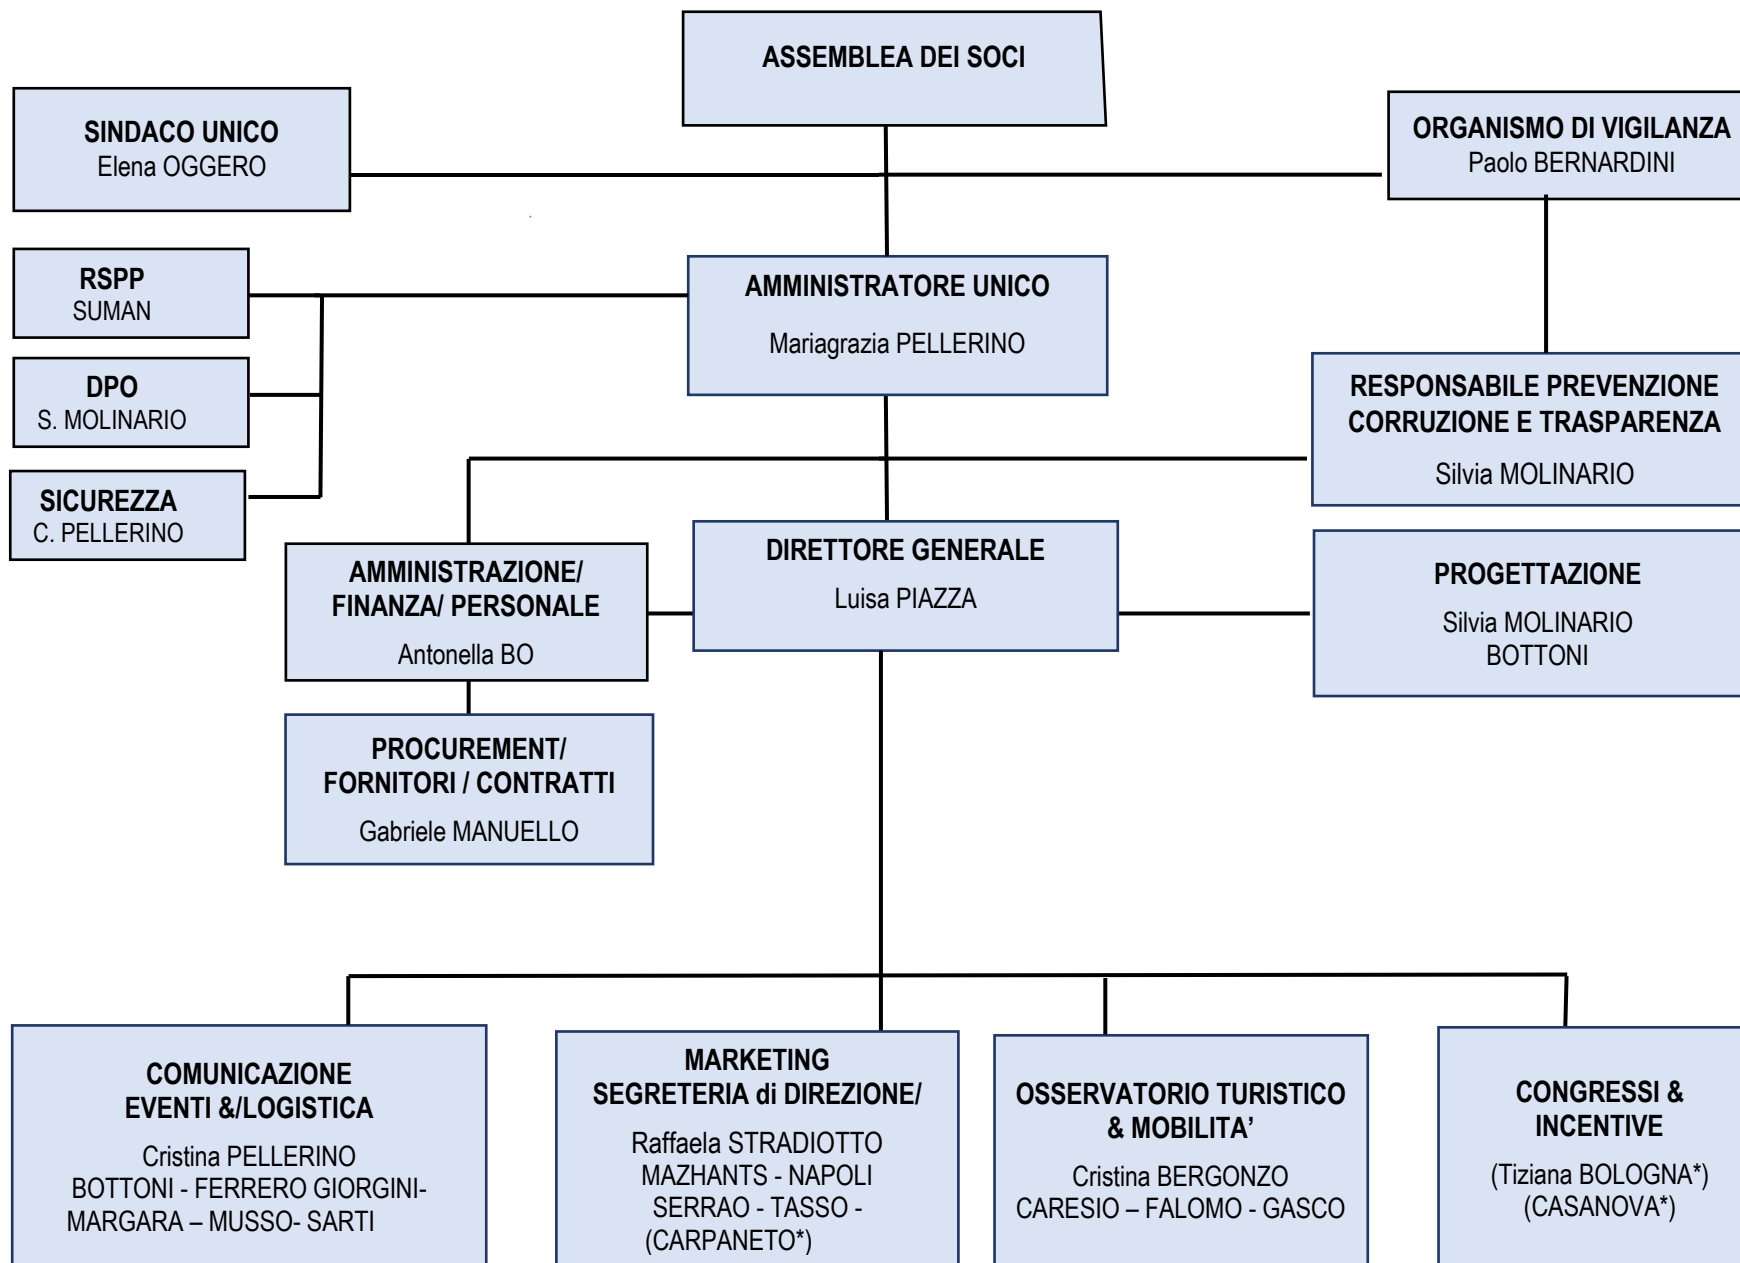 ASSEMBLEA DEI SOCI
SINDACO UNICO
Elena OGGERO
ORGANISMO DI VIGILANZA
Paolo BERNARDINI
RSPP
SUMAN
AMMINISTRATORE UNICO
Mariagrazia PELLERINO
DPO
S. MOLINARIO
RESPONSABILE PREVENZIONE
CORRUZIONE E TRASPARENZA
Silvia MOLINARIO
SICUREZZA
C. PELLERINO
AMMINISTRAZIONE/
FINANZA/ PERSONALE
Antonella BO
DIRETTORE GENERALE
Luisa PIAZZA
PROGETTAZIONE
Silvia MOLINARIO
BOTTONI
PROCUREMENT/
FORNITORI / CONTRATTI
Gabriele MANUELLO
COMUNICAZIONE
EVENTI &/LOGISTICA
Cristina PELLERINO
BOTTONI - FERRERO GIORGINI-
MARGARA – MUSSO- SARTI
MARKETING
SEGRETERIA di DIREZIONE/
Raffaela STRADIOTTO
MAZHANTS - NAPOLI
SERRAO - TASSO -
(CARPANETO*)
OSSERVATORIO TURISTICO
& MOBILITA’
Cristina BERGONZO
CARESIO – FALOMO - GASCO
CONGRESSI &
INCENTIVE
(Tiziana BOLOGNA*)
(CASANOVA*)